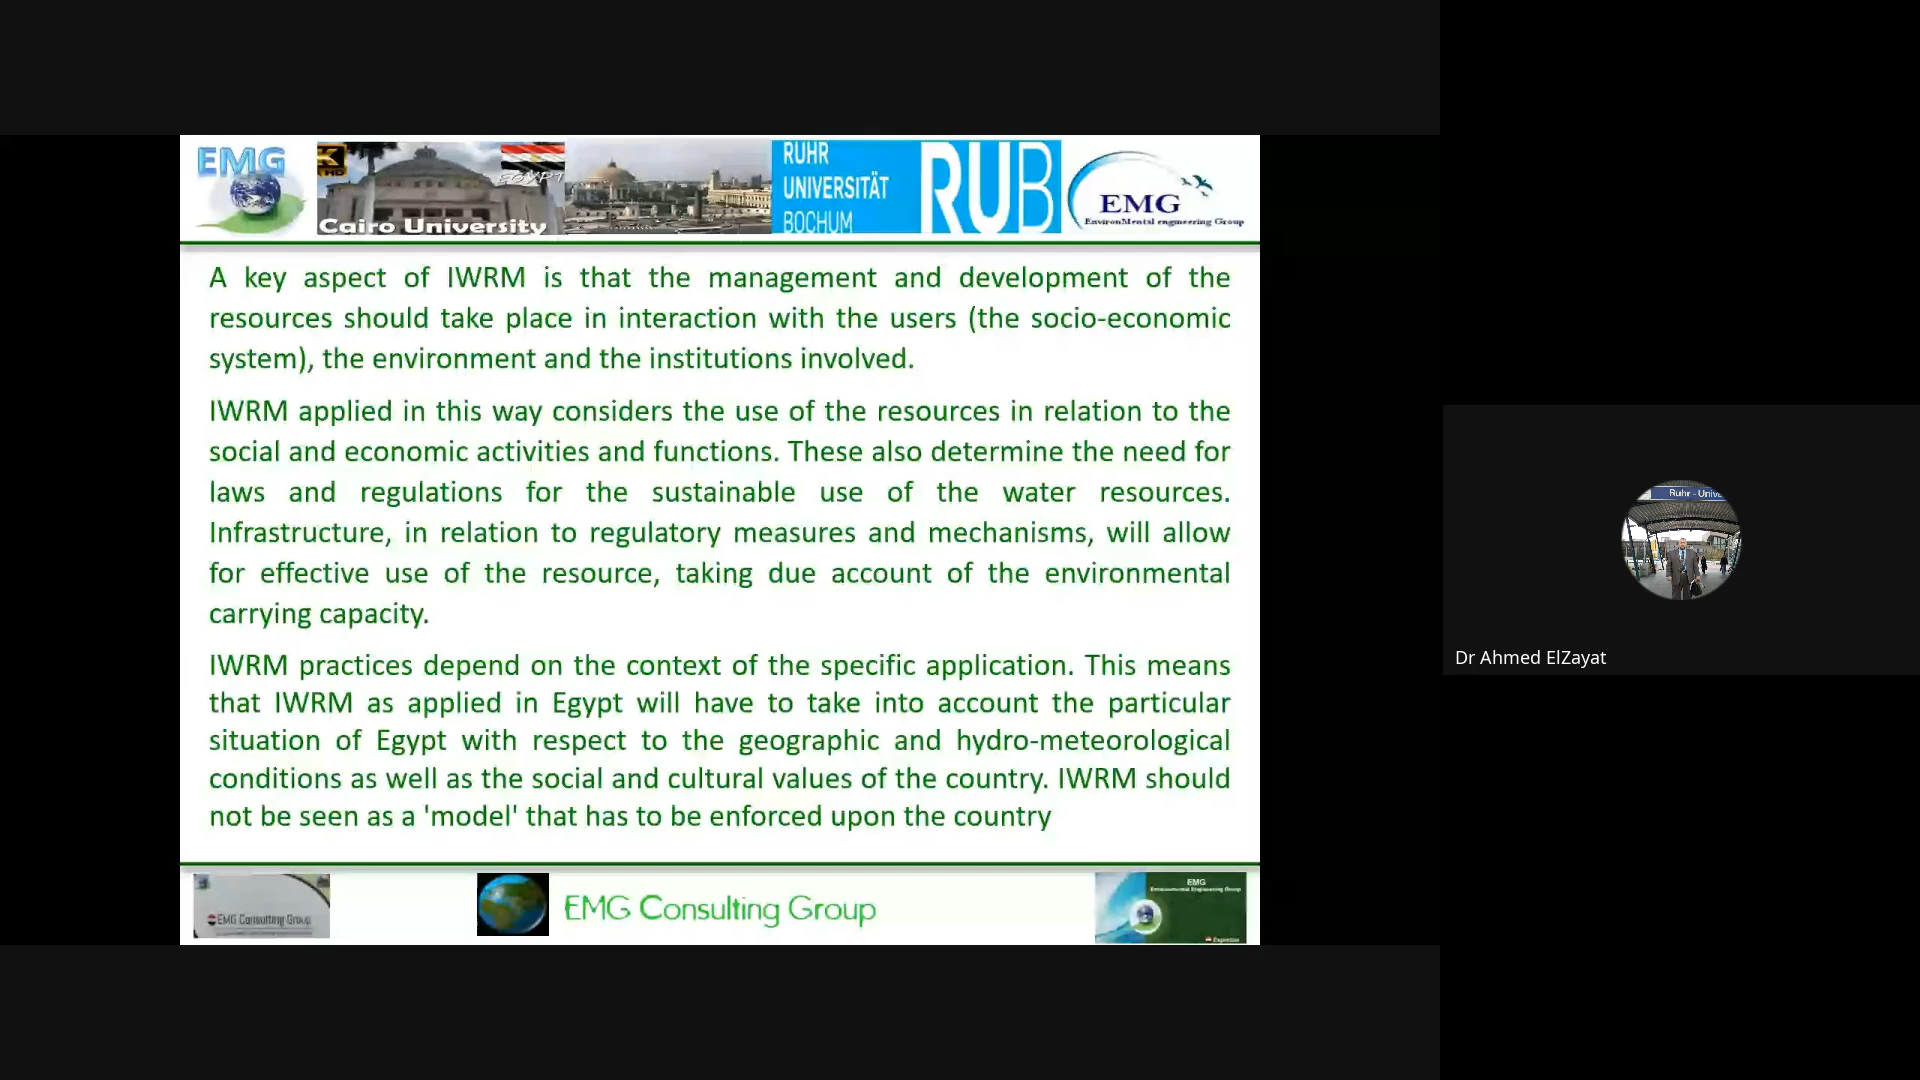 EMG
K
HD
EGYPT
Cairo University
RUHR
UNIVERSITÄT
BOCHUM
RUB
EMG
EnvironMental engineering Group
A key aspect of IWRM is that the management and development of the
resources should take place in interaction with the users (the socio-economic
system), the environment and the institutions involved.
IWRM applied in this way considers the use of the resources in relation to the
social and economic activities and functions. These also determine the need for
laws and regulations for the sustainable use of the water resources.
Infrastructure, in relation to regulatory measures and mechanisms, will allow
for effective use of the resource, taking due account of the environmental
carrying capacity.
IWRM practices depend on the context of the specific application. This means
that IWRM as applied in Egypt will have to take into account the particular
situation of Egypt with respect to the geographic and hydro-meteorological
conditions as well as the social and cultural values of the country. IWRM should
not be seen as a 'model' that has to be enforced upon the country
EMG Consulting Group
EMG Consulting Group
EMG
Environmental Engineering Group
Ruhr - Unive
Dr Ahmed ElZayat